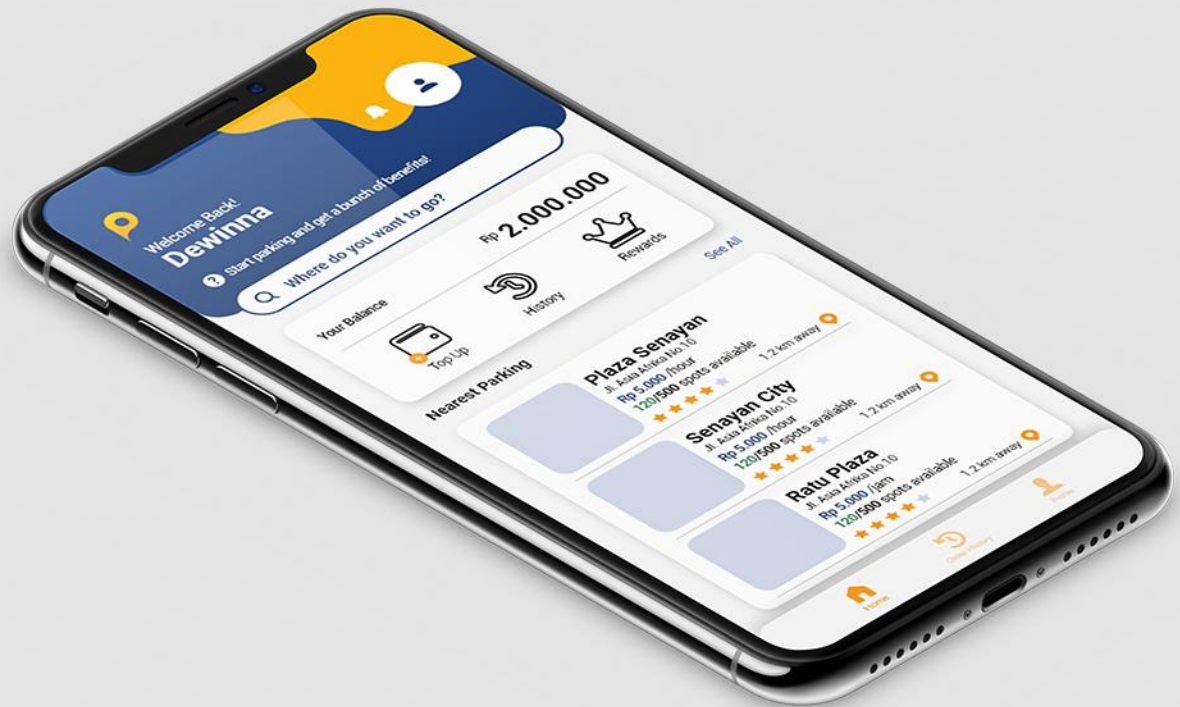 Welcome Back!
Dewinna
? Start parking and get a bunch of benefits!
Where do you want to go?
Your Balance
Rp 2.000.000
Top Up
History
Rewards
Nearest Parking
See All
Plaza Senayan
Jl. Asia Afrika No.10
Rp 5.000 /hour
120/500 spots available
1.2 km away
Senayan City
Jl. Asia Afrika No.10
Rp 5.000 /hour
120/500 spots available
1.2 km away
Ratu Plaza
Jl. Asia Afrika No.10
Rp 5.000 /jam
120/500 spots available
1.2 km away
Home
Order History
Profile